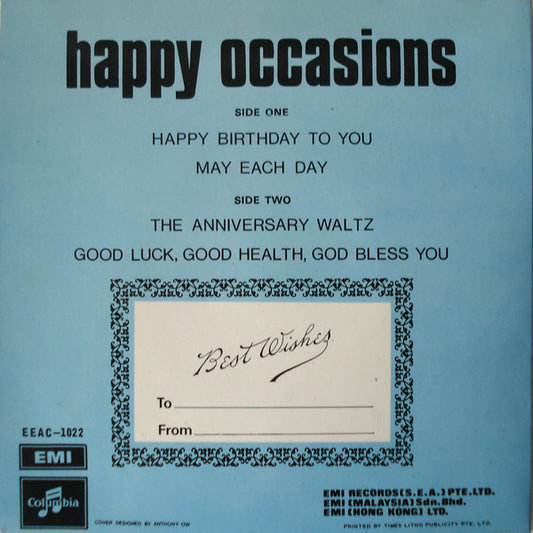 happy occasions
SIDE ONE
HAPPY BIRTHDAY TO YOU
MAY EACH DAY
SIDE TWO
THE ANNIVERSARY WALTZ
GOOD LUCK, GOOD HEALTH, GOD BLESS YOU
Best Wishes
To
From
EEAC-1022
EMI
Columbia
COVER DESIGNED BY ANTHONY OW
EMI RECORDS (S.E.A.) PTE. LTD.
EMI (MALAYSIA) Sdn. Bhd.
EMI (HONG KONG) LTD.
PRINTED BY TIMES LITHO PUBLICITY PTE. LTD.